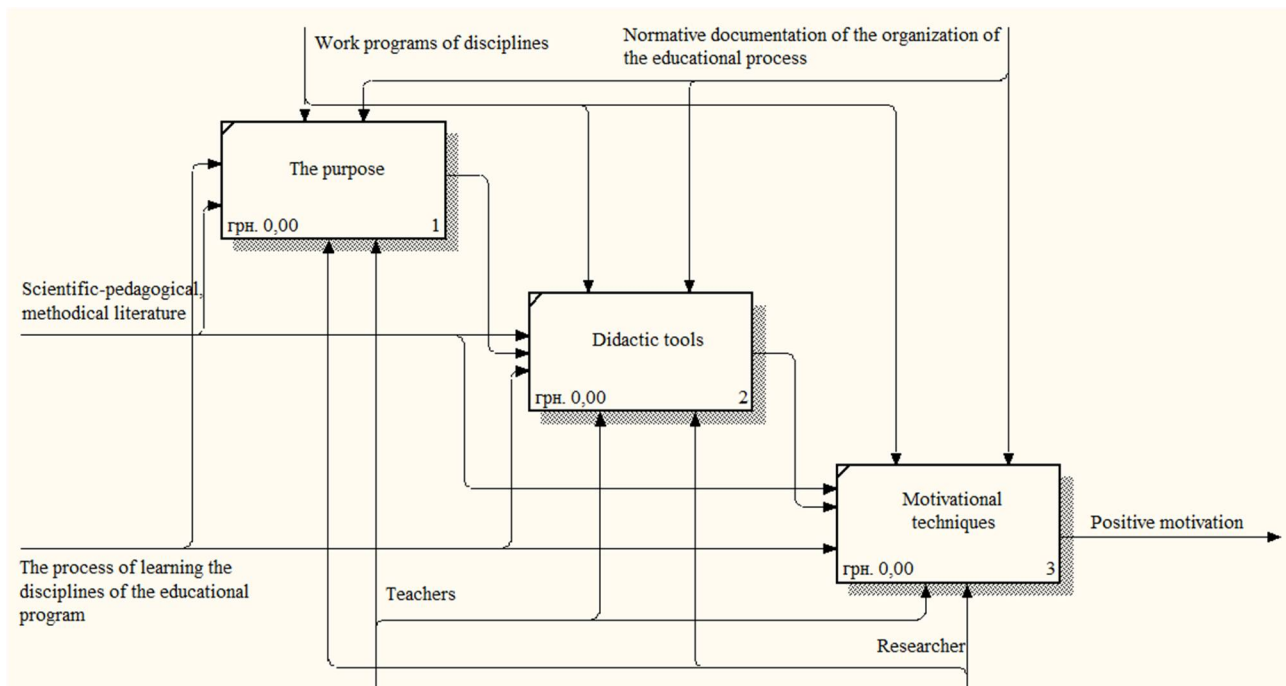 Work programs of disciplines
Normative documentation of the organization of
the educational process
The purpose
грн. 0,00
1
Scientific-pedagogical,
methodical literature
Didactic tools
грн. 0,00
2
Motivational
techniques
грн. 0,00
3
Positive motivation
The process of learning the
disciplines of the educational
program
Teachers
Researcher